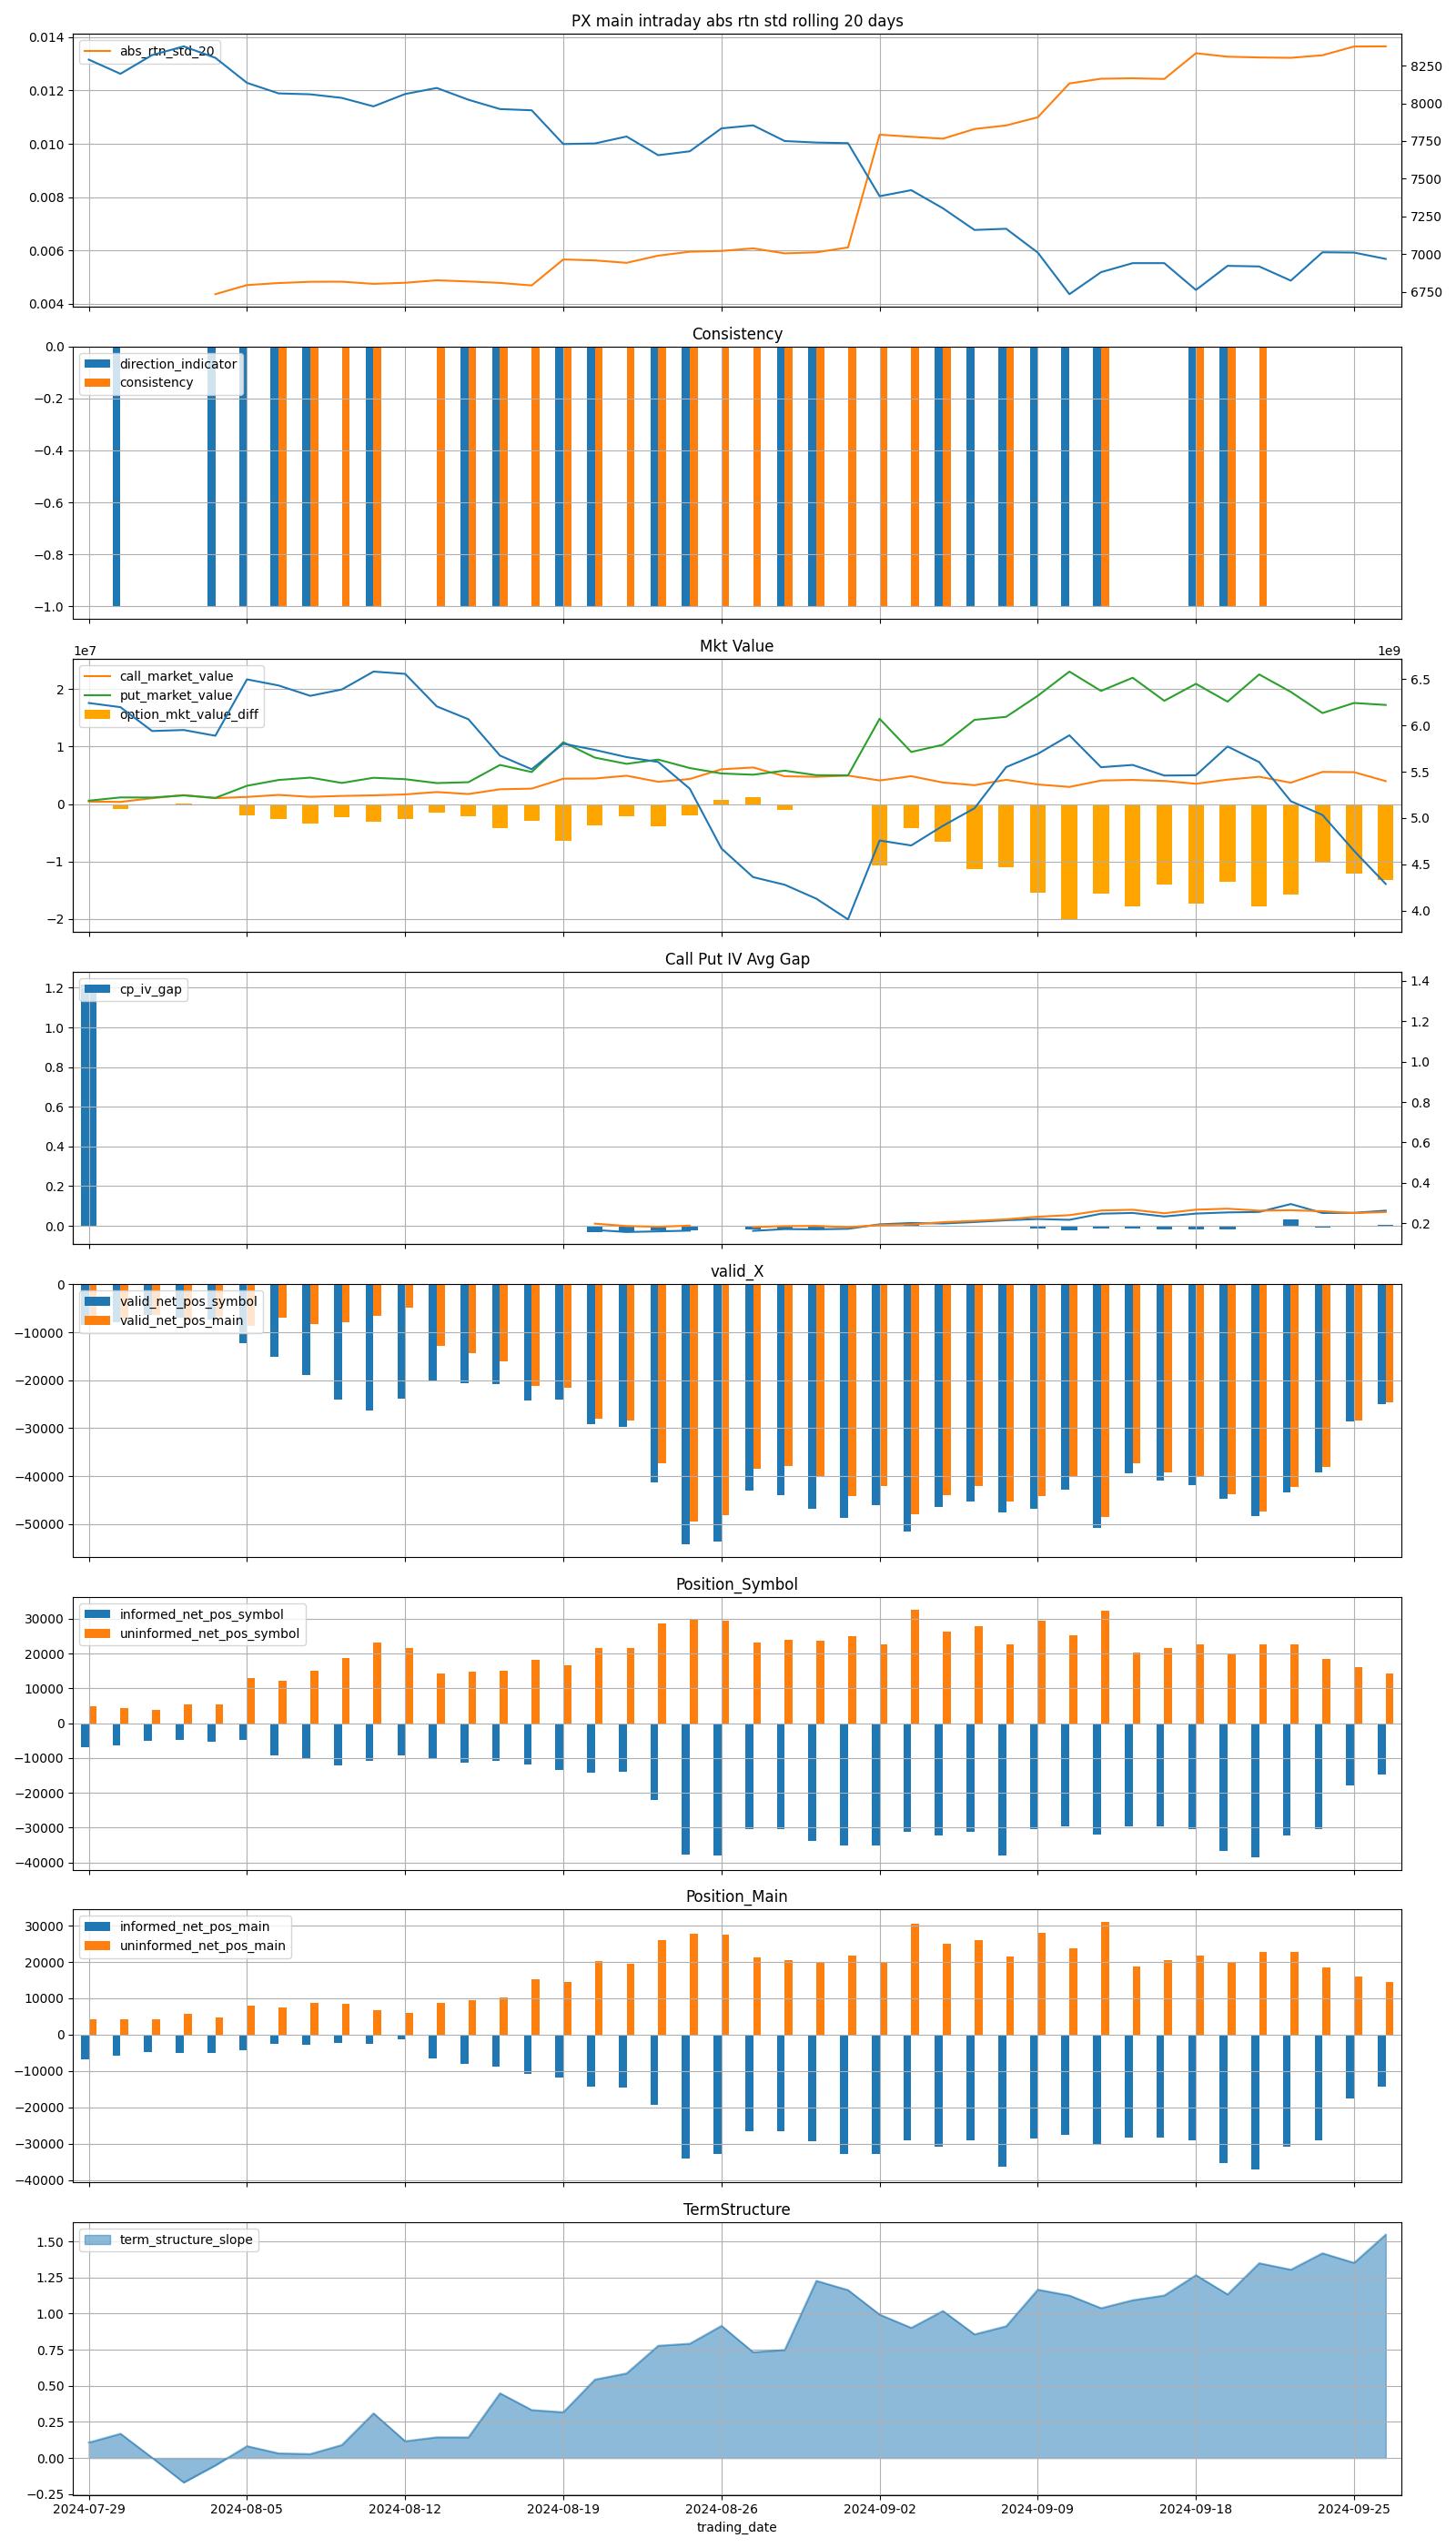 PX main intraday abs rtn std rolling 20 days
abs_rtn_std_20
0.014
0.012
0.010
0.008
0.006
0.004
8250
8000
7750
7500
7250
7000
6750
Consistency
direction_indicator
consistency
0.0
−0.2
−0.4
−0.6
−0.8
−1.0
Mkt Value
1e7
1e9
call_market_value
put_market_value
option_mkt_value_diff
2
1
0
−1
−2
6.5
6.0
5.5
5.0
4.5
4.0
Call Put IV Avg Gap
cp_iv_gap
1.2
1.0
0.8
0.6
0.4
0.2
0.0
1.4
1.2
1.0
0.8
0.6
0.4
0.2
valid_X
valid_net_pos_symbol
valid_net_pos_main
0
−10000
−20000
−30000
−40000
−50000
Position_Symbol
informed_net_pos_symbol
uninformed_net_pos_symbol
30000
20000
10000
0
−10000
−20000
−30000
−40000
Position_Main
informed_net_pos_main
uninformed_net_pos_main
30000
20000
10000
0
−10000
−20000
−30000
−40000
TermStructure
term_structure_slope
1.50
1.25
1.00
0.75
0.50
0.25
0.00
−0.25
2024-07-29 2024-08-05 2024-08-12 2024-08-19 2024-08-26 2024-09-02 2024-09-09 2024-09-18 2024-09-25
trading_date